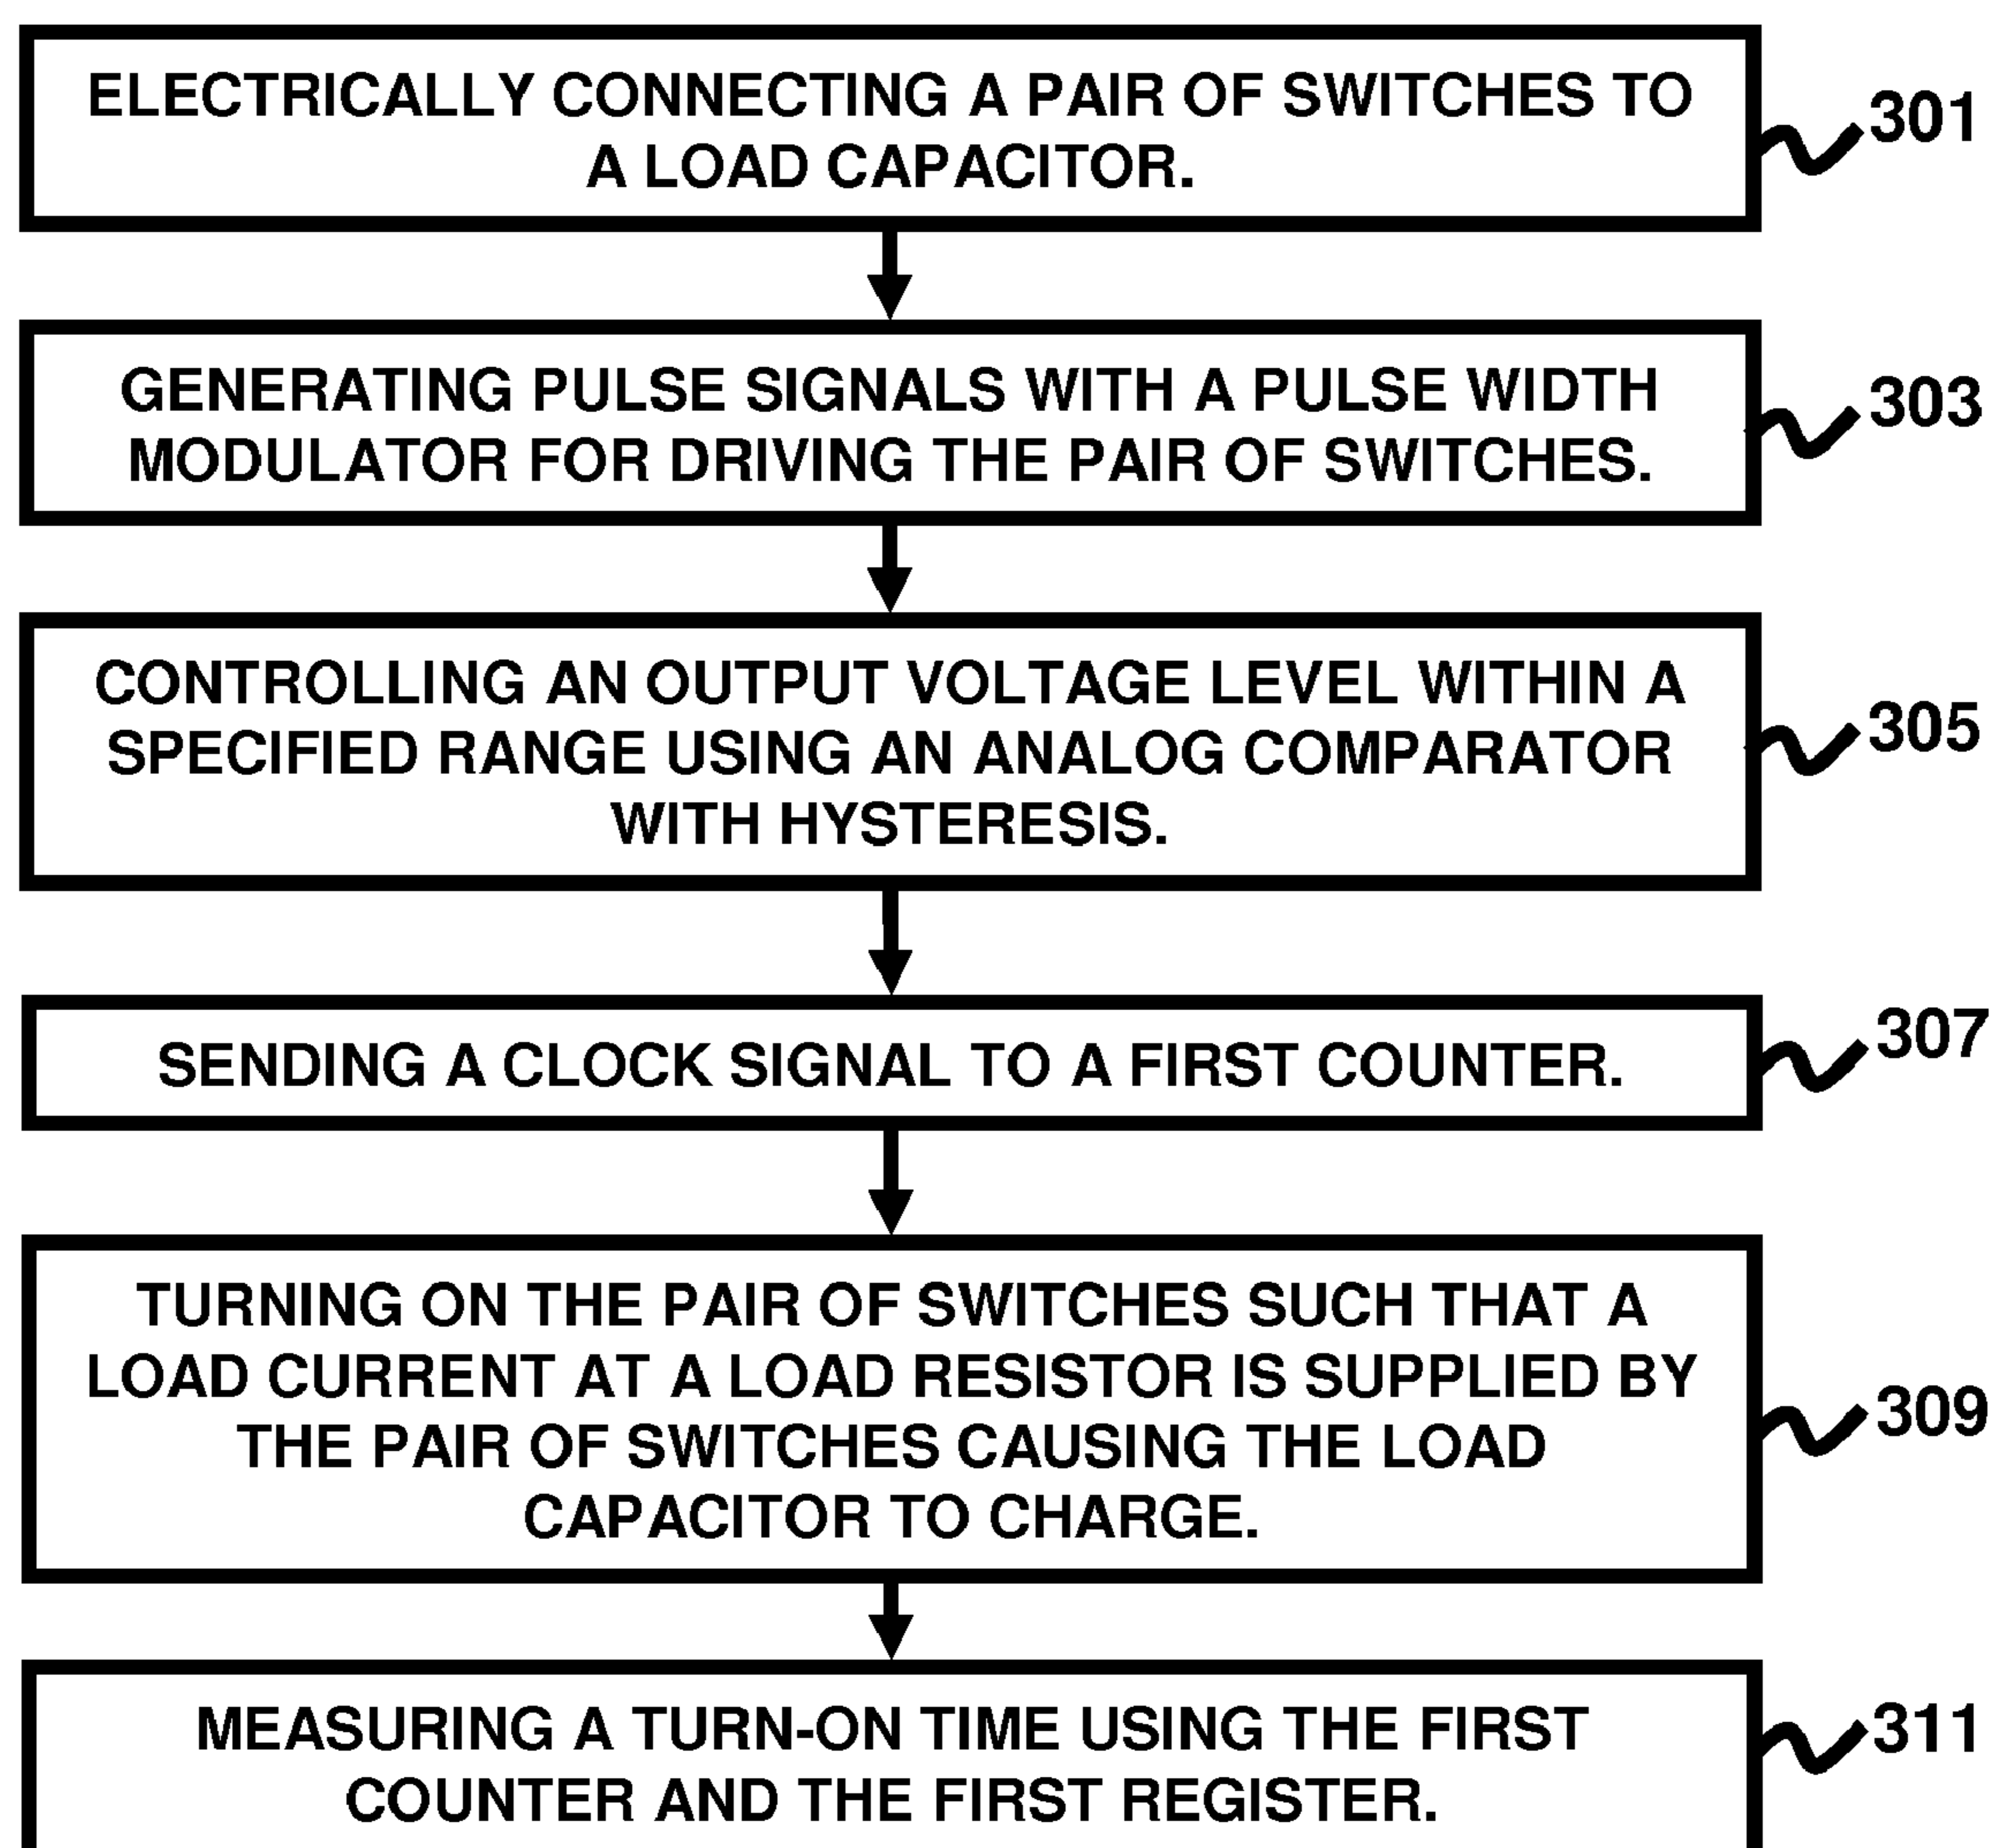 ELECTRICALLY CONNECTING A PAIR OF SWITCHES TO
A LOAD CAPACITOR.
301
GENERATING PULSE SIGNALS WITH A PULSE WIDTH
MODULATOR FOR DRIVING THE PAIR OF SWITCHES.
303
CONTROLLING AN OUTPUT VOLTAGE LEVEL WITHIN A
SPECIFIED RANGE USING AN ANALOG COMPARATOR
WITH HYSTERESIS.
305
SENDING A CLOCK SIGNAL TO A FIRST COUNTER.
307
TURNING ON THE PAIR OF SWITCHES SUCH THAT A
LOAD CURRENT AT A LOAD RESISTOR IS SUPPLIED BY
THE PAIR OF SWITCHES CAUSING THE LOAD
CAPACITOR TO CHARGE.
309
MEASURING A TURN-ON TIME USING THE FIRST
COUNTER AND THE FIRST REGISTER.
311